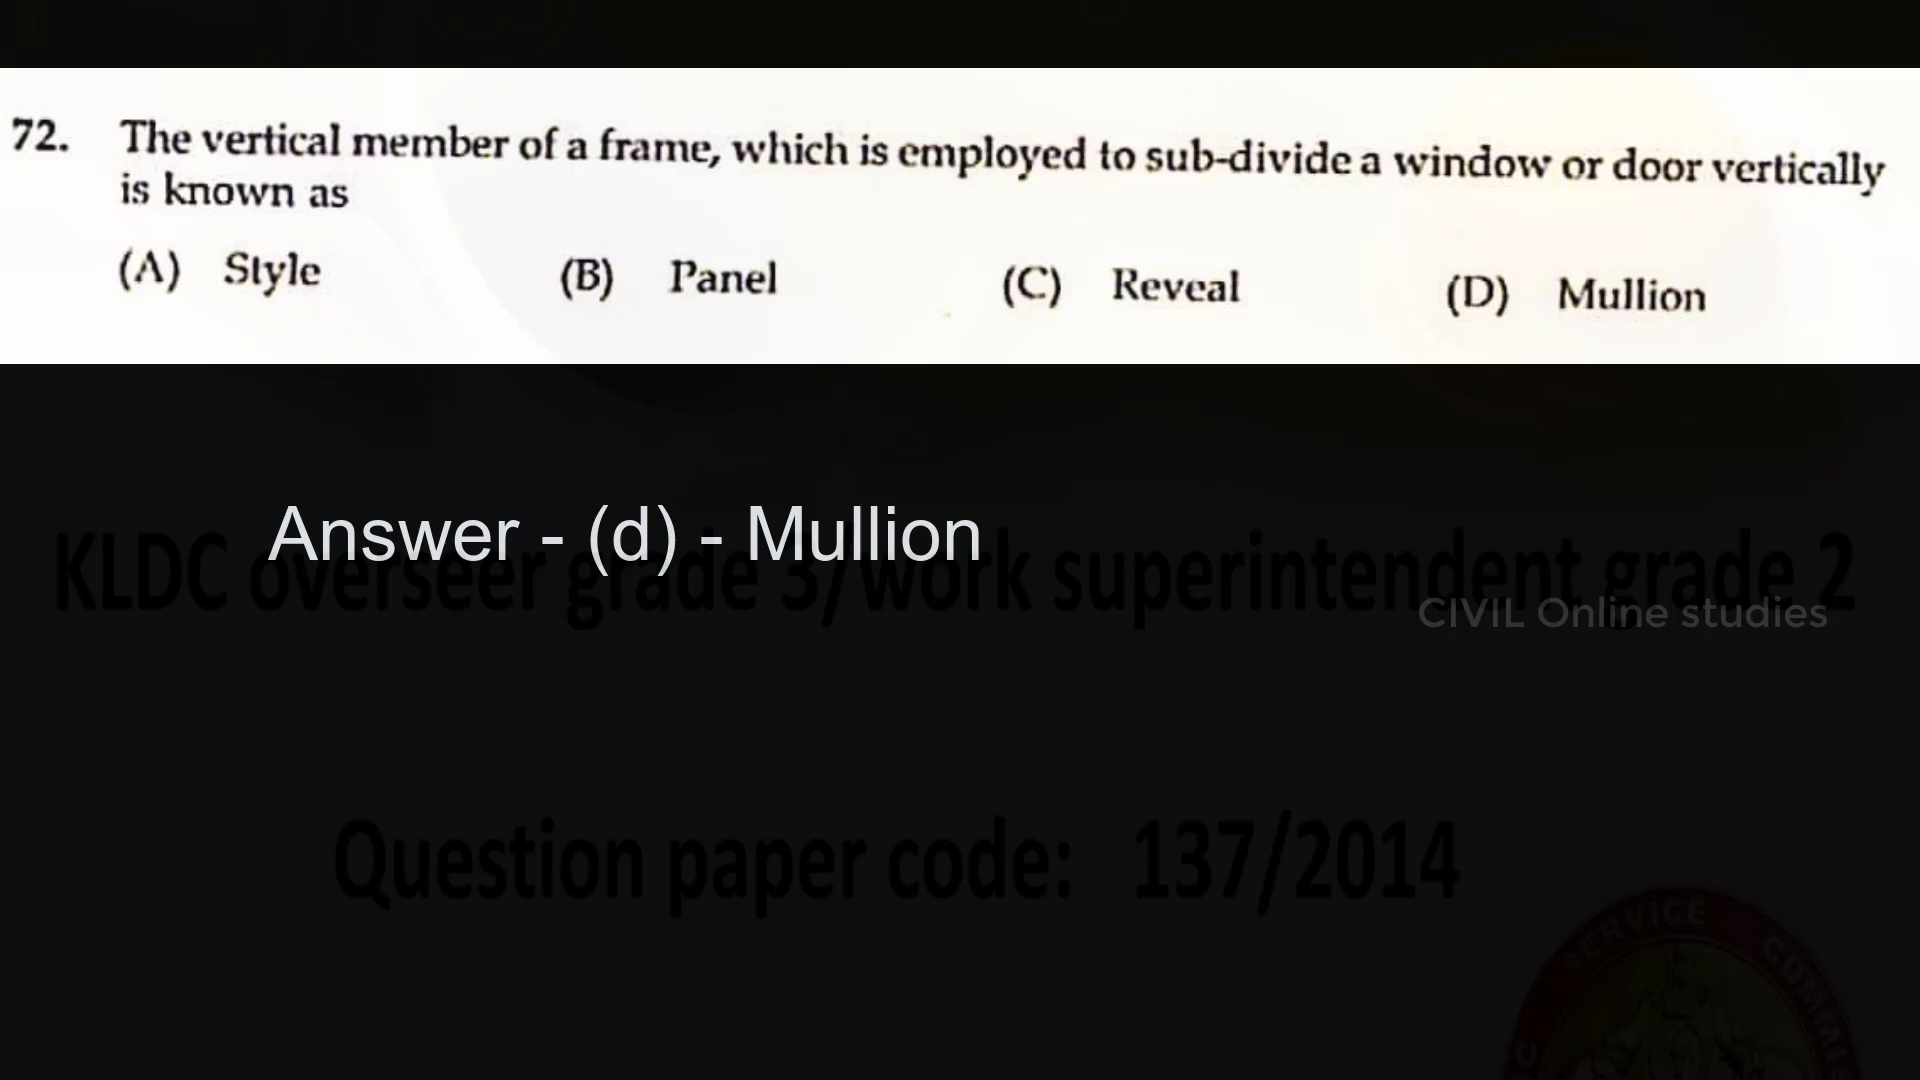 72. The vertical member of a frame, which is employed to sub-divide a window or door vertically
is known as
(A) Style (B) Panel (C) Reveal (D) Mullion
Answer - (d) - Mullion
KLDC overseer grade 3/work superintendent grade 2
CIVIL Online studies
Question paper code: 137/2014
SERVICE COMMIS